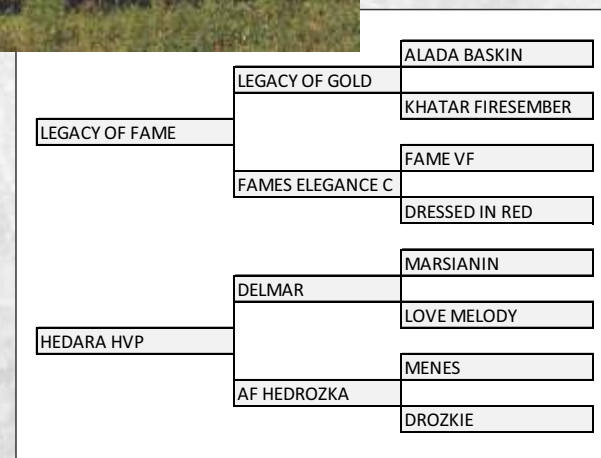 ALADA BASKIN
LEGACY OF GOLD
KHATAR FIRESEMBER
LEGACY OF FAME
FAME VF
FAMES ELEGANCE C
DRESSED IN RED
MARSIANIN
DELMAR
LOVE MELODY
HEDARA HVP
MENES
AF HEDROZKA
DROZKIE